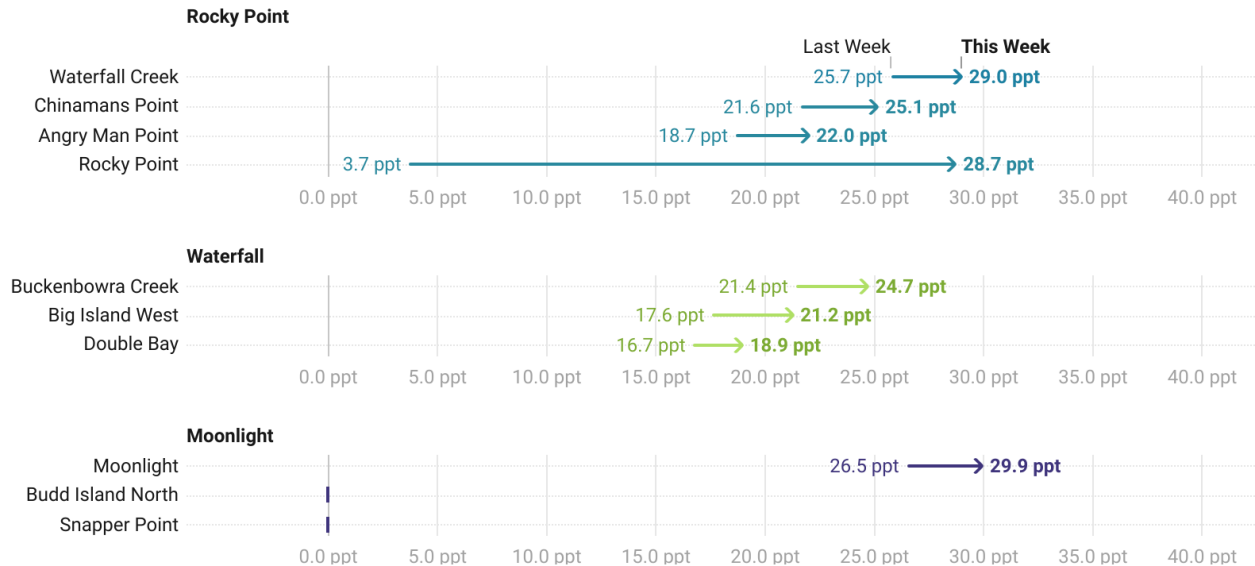 Rocky Point
Last Week This Week
Waterfall Creek 25.7 ppt 29.0 ppt
Chinamans Point 21.6 ppt 25.1 ppt
Angry Man Point 18.7 ppt 22.0 ppt
Rocky Point 3.7 ppt 28.7 ppt
0.0 ppt 5.0 ppt 10.0 ppt 15.0 ppt 20.0 ppt 25.0 ppt 30.0 ppt 35.0 ppt 40.0 ppt
Waterfall
Buckenbowra Creek 21.4 ppt 24.7 ppt
Big Island West 17.6 ppt 21.2 ppt
Double Bay 16.7 ppt 18.9 ppt
0.0 ppt 5.0 ppt 10.0 ppt 15.0 ppt 20.0 ppt 25.0 ppt 30.0 ppt 35.0 ppt 40.0 ppt
Moonlight
Moonlight 26.5 ppt 29.9 ppt
Budd Island North
Snapper Point
0.0 ppt 5.0 ppt 10.0 ppt 15.0 ppt 20.0 ppt 25.0 ppt 30.0 ppt 35.0 ppt 40.0 ppt